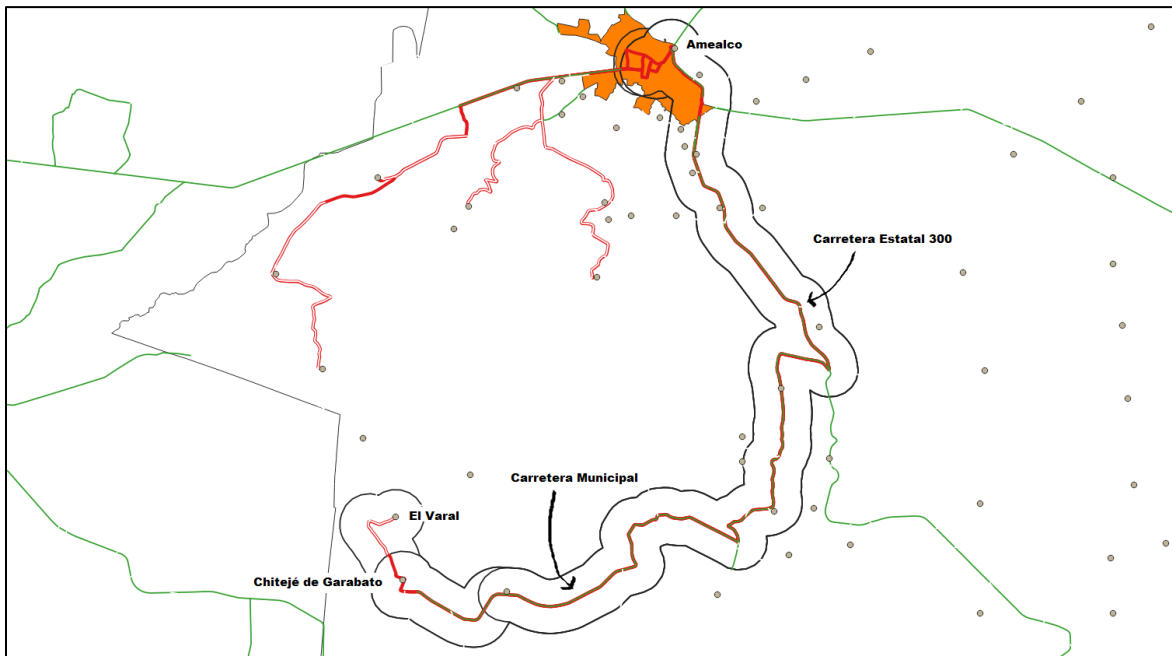 Amealco
Carretera Estatal 300
Carretera Municipal
El Varal
Chitejé de Garabato